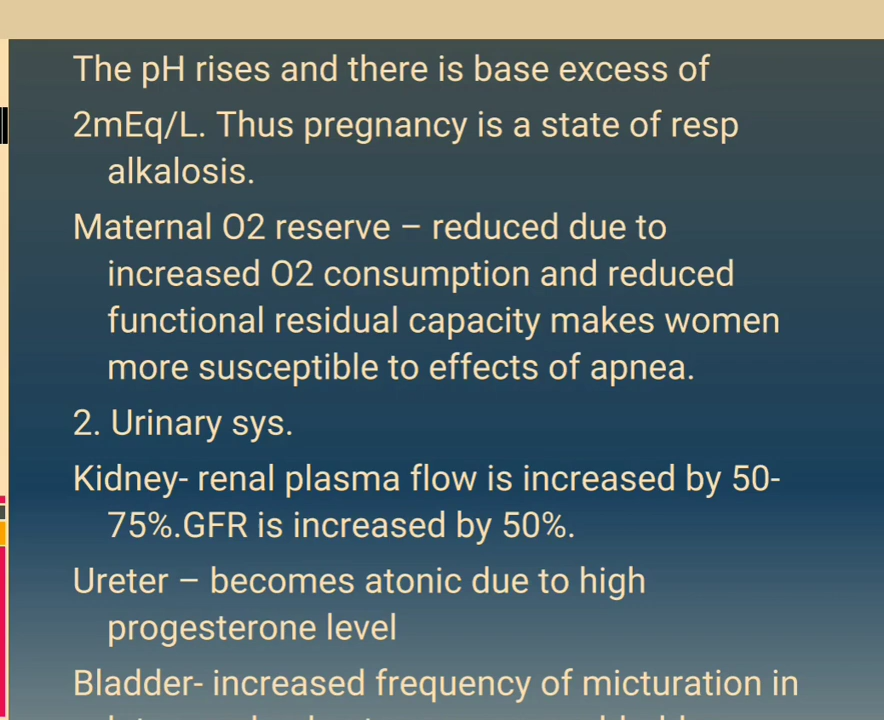 The pH rises and there is base excess of
2mEq/L. Thus pregnancy is a state of resp
alkalosis.
Maternal O2 reserve – reduced due to
increased O2 consumption and reduced
functional residual capacity makes women
more susceptible to effects of apnea.
2. Urinary sys.
Kidney- renal plasma flow is increased by 50-
75%.GFR is increased by 50%.
Ureter – becomes atonic due to high
progesterone level
Bladder- increased frequency of micturation in